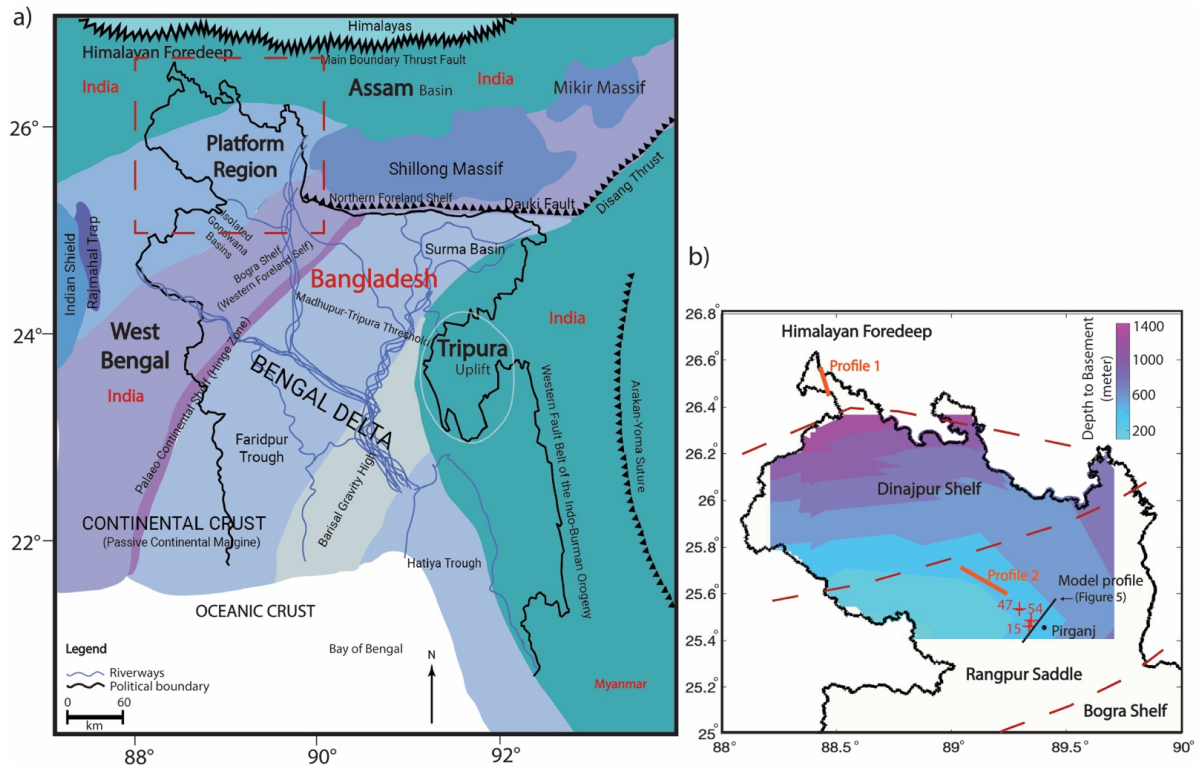 a)
Himalayas
Himalayan Foredeep
Main Boundary Thrust Fault
India
Assam Basin
India
Mikir Massif
26°
Platform
Region
Shillong Massif
Northern Foreland Shelf
Dauki Fault
Disang Thrust
Isolated
Gondwana
Basins
Bogra Shelf
(Western Foreland Self)
Surma Basin
Indian Shield
Rajmahal Trap
Bangladesh
Madhupur-Tripura Threshold
India
24°
West
Bengal
India
Tripura
Uplift
BENGAL DELTA
Palaeo Continental Shelf (Hinge Zone)
Faridpur
Trough
Barisal Gravity High
Western Fault Belt of the Indo-Burman Orogeny
Arakan-Yoma Suture
CONTINENTAL CRUST
(Passive Continental Margine)
22°
Hatiya Trough
OCEANIC CRUST
Bay of Bengal
N
Myanmar
Legend
Riverways
Political boundary
0 60
km
88° 90° 92°
b)
26.8°
26.6°
26.4°
26.2°
26°
25.8°
25.6°
25.4°
25.2°
25°
Himalayan Foredeep
Profile 1
Depth to Basement
(meter)
1400
1000
600
200
Dinajpur Shelf
Profile 2
Model profile
(Figure 5)
47 54
15
Pirganj
Rangpur Saddle
Bogra Shelf
88° 88.5° 89° 89.5° 90°